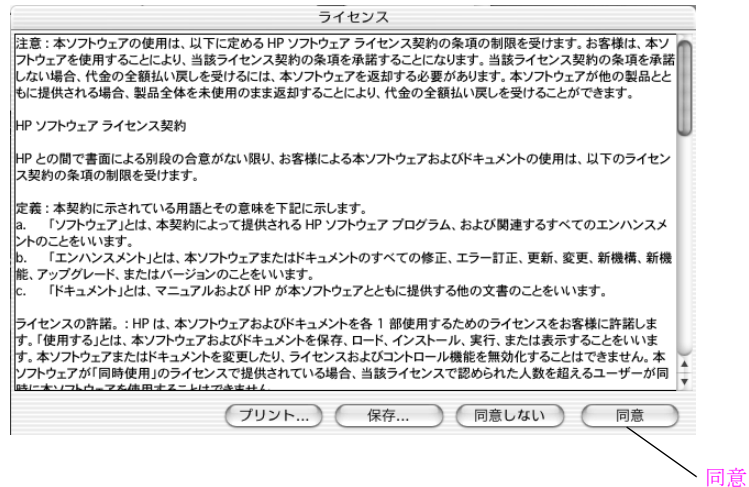 ライセンス
注意 : 本ソフトウェアの使用は、以下に定める HP ソフトウェア ライセンス契約の条項の制限を受けます。お客様は、本ソ
フトウェアを使用することにより、当該ライセンス契約の条項を承諾することになります。当該ライセンス契約の条項を承諾
しない場合、代金の全額払い戻しを受けるには、本ソフトウェアを返却する必要があります。本ソフトウェアが他の製品とと
もに提供される場合、製品全体を未使用のまま返却することにより、代金の全額払い戻しを受けることができます。
HP ソフトウェア ライセンス契約
HP との間で書面による別段の合意がない限り、お客様による本ソフトウェアおよびドキュメントの使用は、以下のライセン
ス契約の条項の制限を受けます。
定義 : 本契約に示されている用語とその意味を下記に示します。
a. 「ソフトウェア」とは、本契約によって提供される HP ソフトウェア プログラム、および関連するすべてのエンハンスメ
ントのことをいいます。
b. 「エンハンスメント」とは、本ソフトウェアまたはドキュメントのすべての修正、エラー訂正、更新、変更、新機構、新機
能、アップグレード、またはバージョンのことをいいます。
c. 「ドキュメント」とは、マニュアルおよび HP が本ソフトウェアとともに提供する他の文書のことをいいます。
ライセンスの許諾。 : HP は、本ソフトウェアおよびドキュメントを各 1 部使用するためのライセンスをお客様に許諾しま
す。「使用する」とは、本ソフトウェアおよびドキュメントを保存、ロード、インストール、実行、または表示することをいいま
す。本ソフトウェアまたはドキュメントを変更したり、ライセンスおよびコントロール機能を無効化することはできません。本
ソフトウェアが「同時使用」のライセンスで提供されている場合、当該ライセンスで認められた人数を超えるユーザーが同
時に本ソフトウェアを使用することはできません。
プリント... 保存... 同意しない 同意
同意